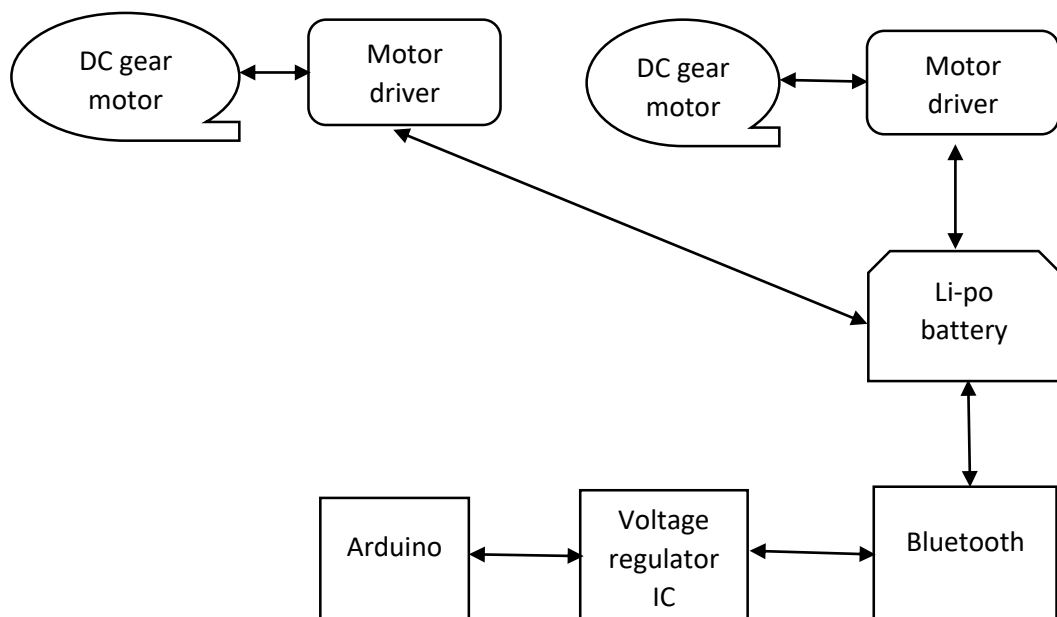 DC gear
motor
Motor
driver
DC gear
motor
Motor
driver
Li-po
battery
Arduino
Voltage
regulator
IC
Bluetooth